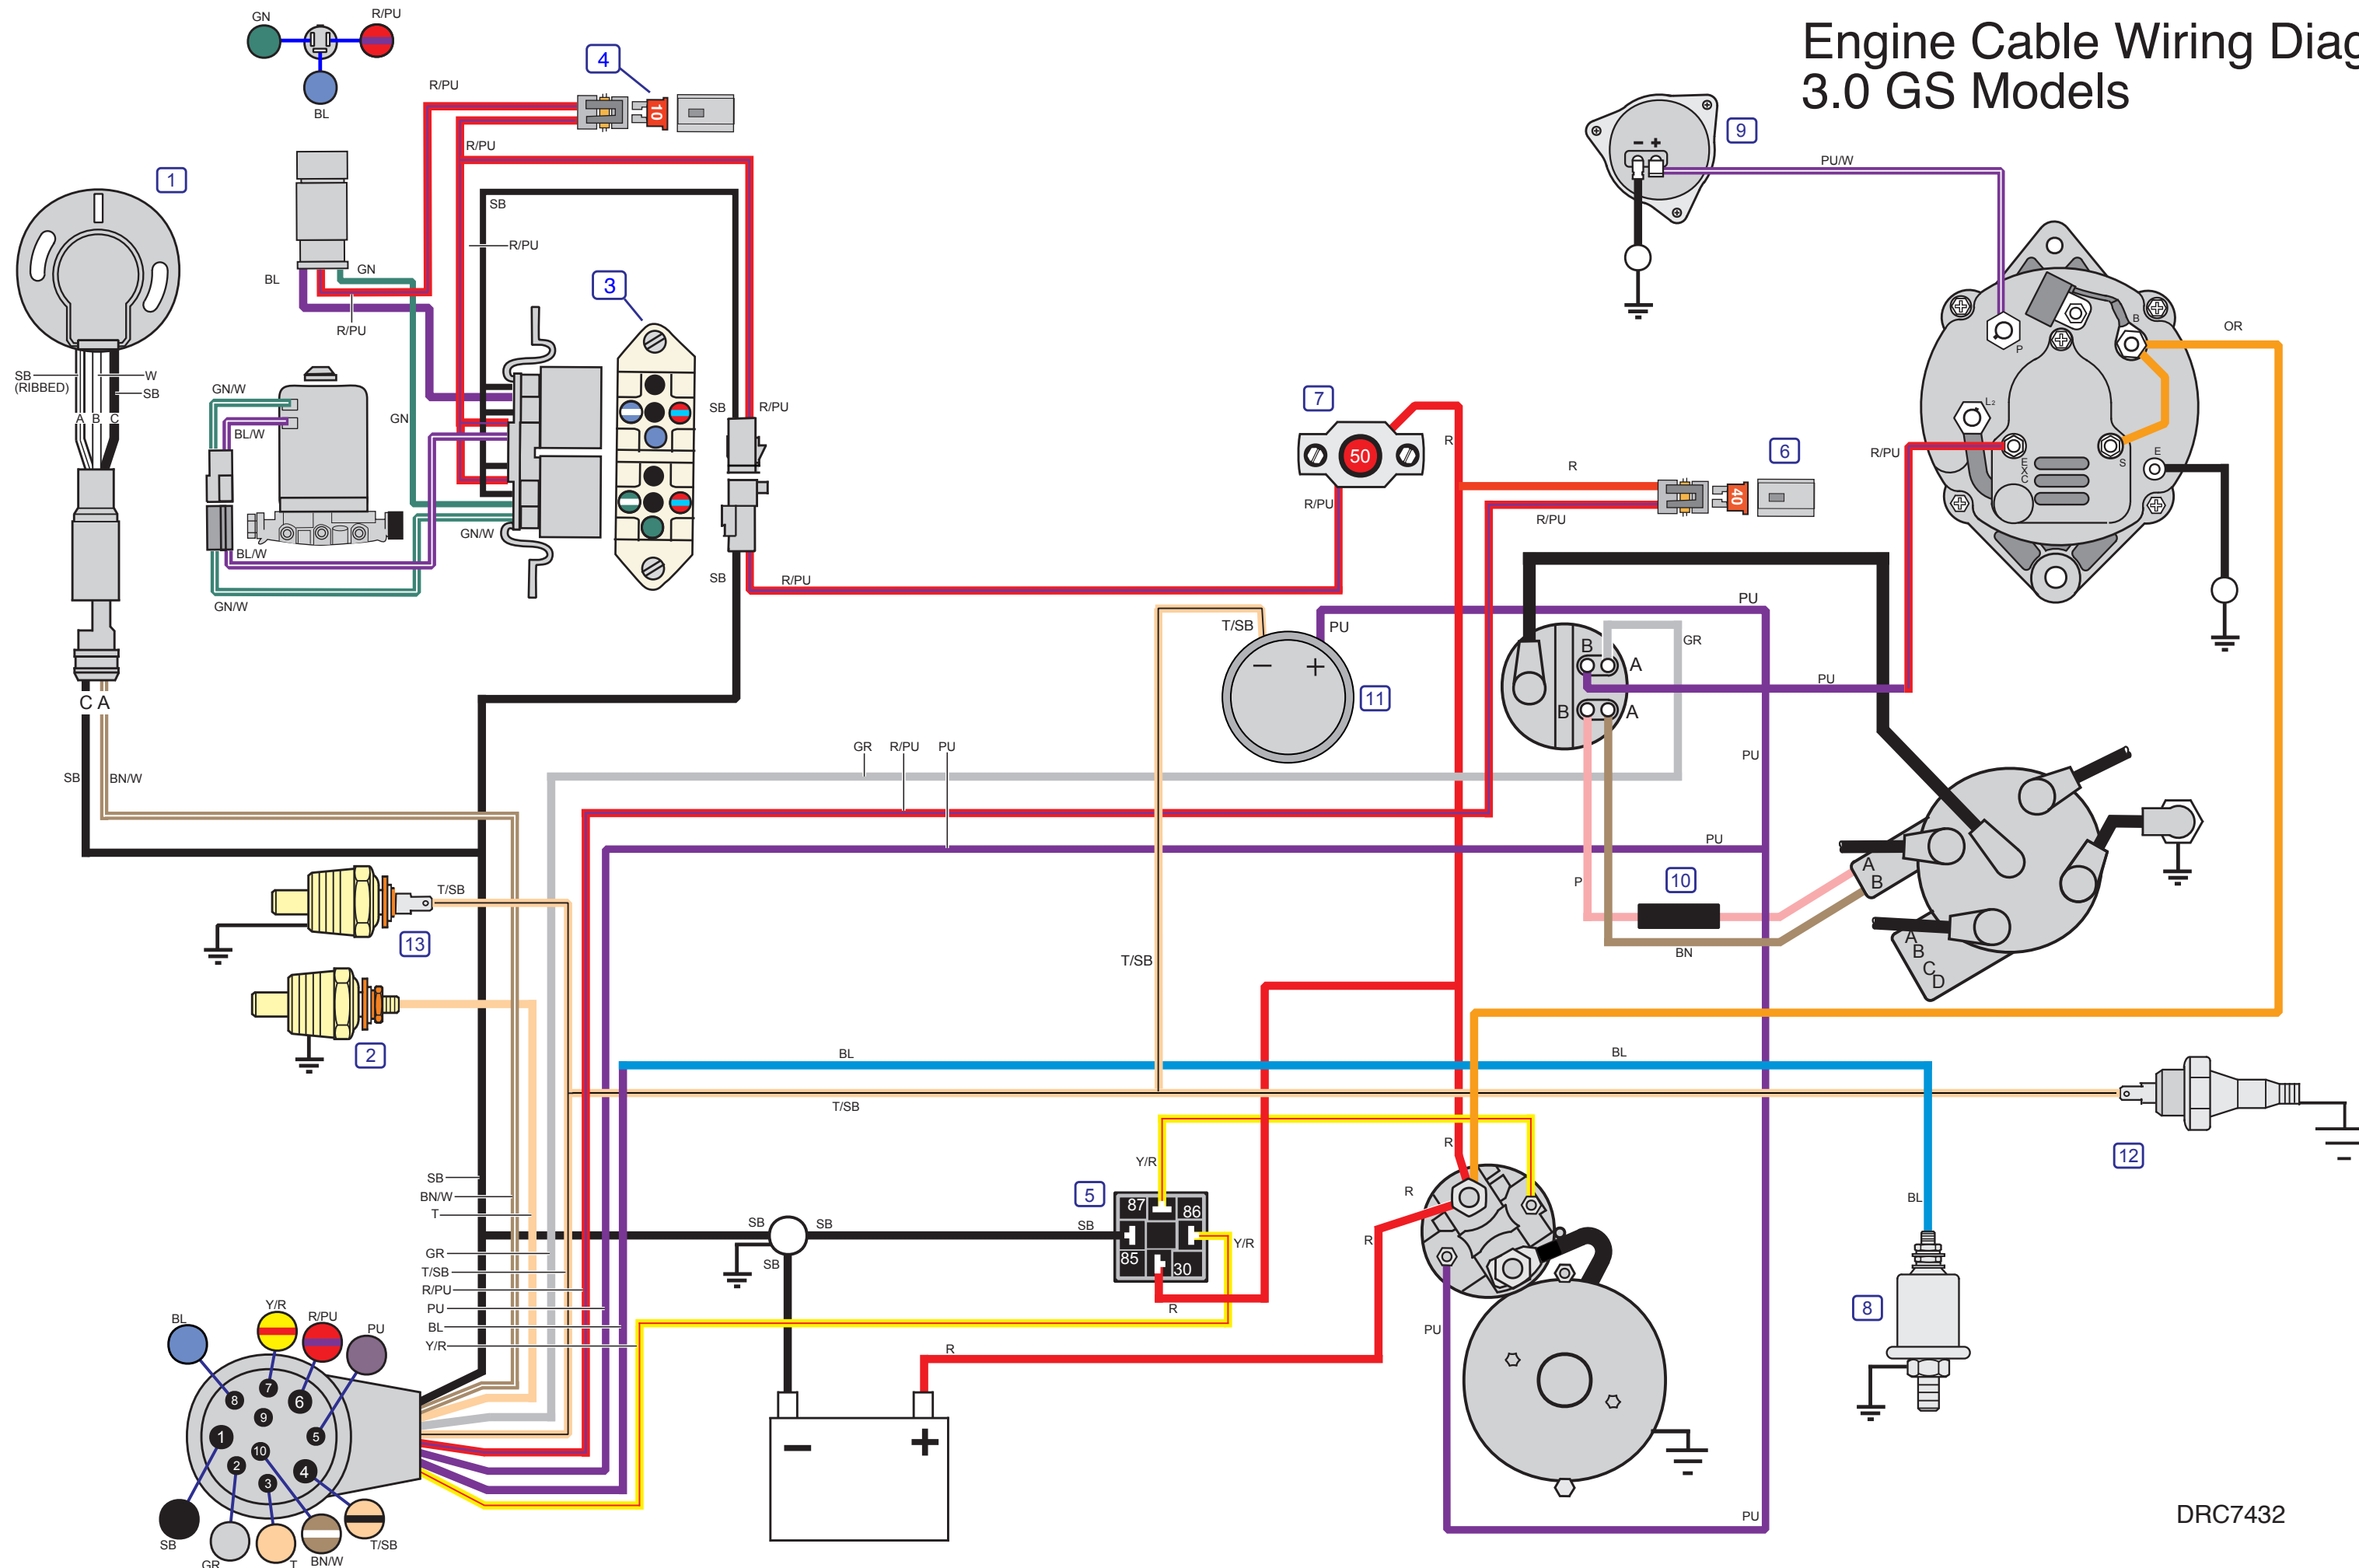 Engine Cable Wiring Diag
3.0 GS Models
GN
R/PU
BL
R/PU
4
10
R/PU
9
PU/W
1
SB
R/PU
3
BL
GN
R/PU
SB
(RIBBED)
W
SB
A B C
GN/W
BL/W
GN
GN/W
BL/W
GN/W
SB
R/PU
SB
R/PU
7
50
R
R/PU
R
R/PU
6
40
P
B
L2
EXC
S
E
OR
R/PU
T/SB
PU
PU
11
B
A
B
A
GR
PU
C A
SB
BN/W
GR
R/PU
PU
PU
PU
P
10
BN
A
B
A
B
C
D
13
T/SB
T/SB
2
BL
BL
T/SB
12
Y/R
R
R
BL
SB
BN/W
T
GR
T/SB
R/PU
PU
BL
Y/R
SB
SB
SB
SB
5
87
86
85
30
Y/R
R
R
PU
8
R
PU
BL
Y/R
R/PU
PU
8
7
6
9
1
5
10
2
4
3
SB
GR
T
BN/W
T/SB
DRC7432